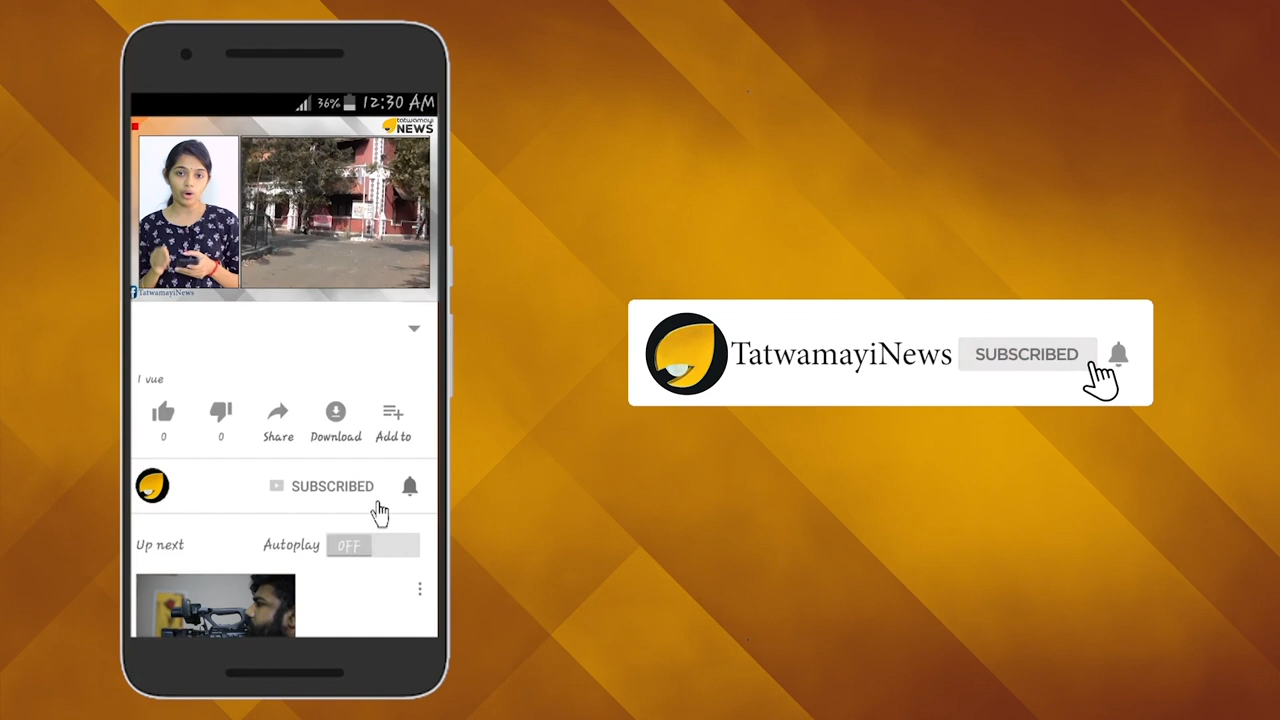 36% 12:30 AM
tatwamayi
NEWS
TatwamayiNews
1 vue
0 0 Share Download Add to
SUBSCRIBED
Up next Autoplay OFF
TatwamayiNews SUBSCRIBED